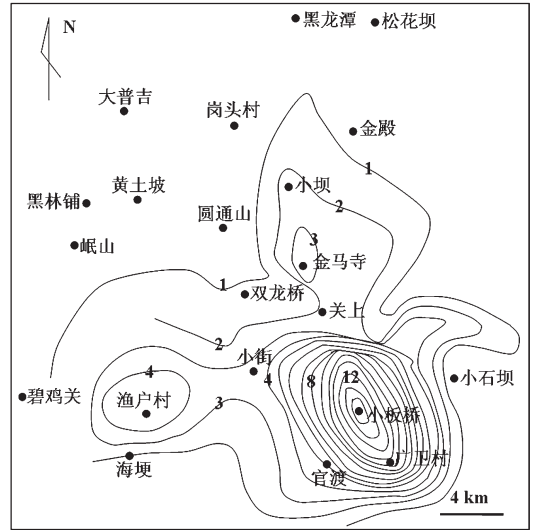 黑龙潭
松花坝
N
大普吉
岗头村
金殿
1
小坝
黄土坡
黑林铺
2
圆通山
3
岷山
金马寺
1
双龙桥
关上
2
小街
4
4
8
12
小石坝
碧鸡关
渔户村
3
小板桥
海埂
官渡
广卫村
4 km